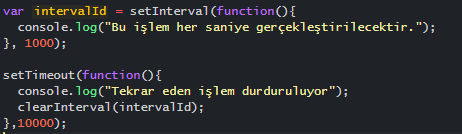 var intervalId = setInterval(function(){
  console.log("Bu işlem her saniye gerçekleştirilecektir.");
}, 1000);

setTimeout(function(){
  console.log("Tekrar eden işlem durduruluyor");
  clearInterval(intervalId);
},10000);